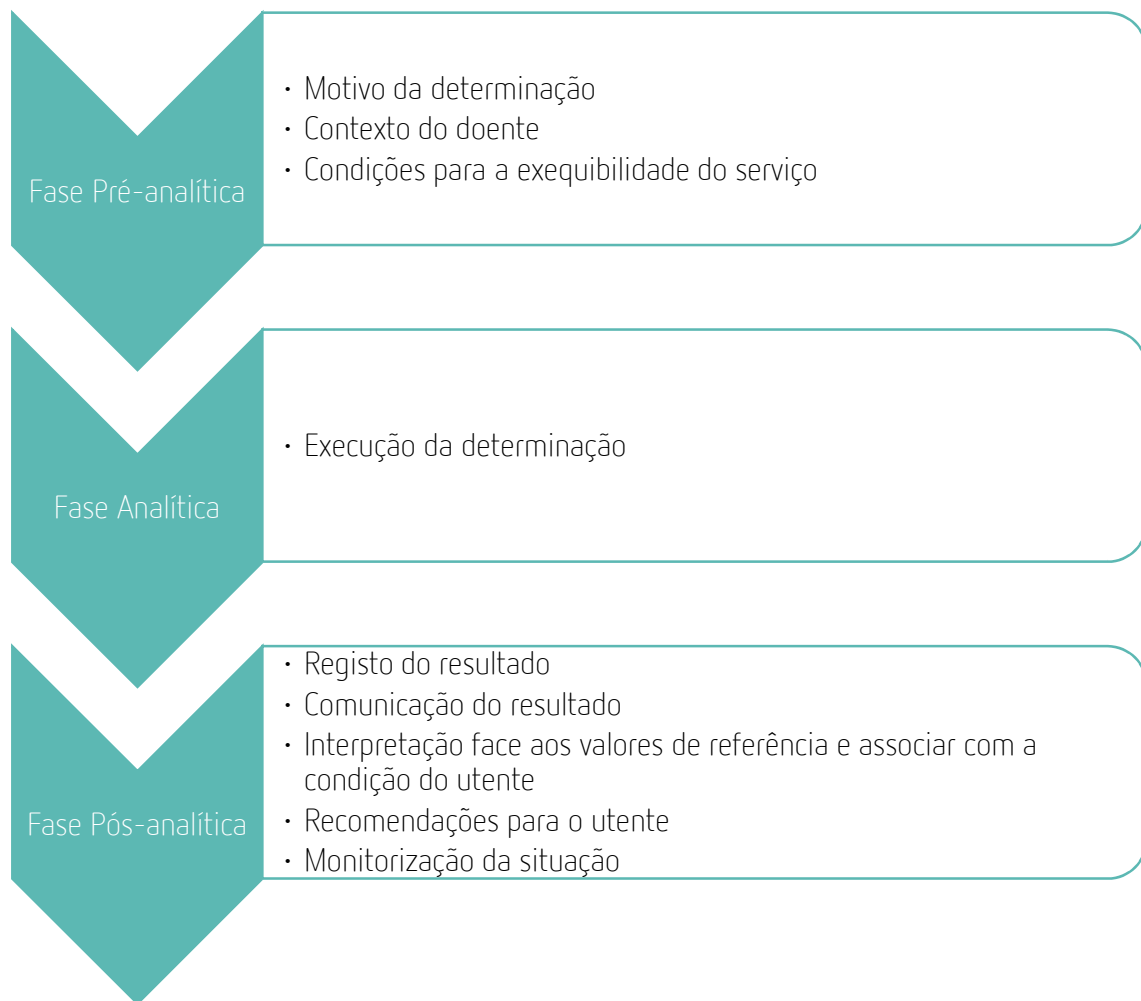 Fase Pré-analítica
· Motivo da determinação
· Contexto do doente
· Condições para a exequibilidade do serviço
Fase Analítica
· Execução da determinação
Fase Pós-analítica
· Registo do resultado
· Comunicação do resultado
· Interpretação face aos valores de referência e associar com a
condição do utente
· Recomendações para o utente
· Monitorização da situação